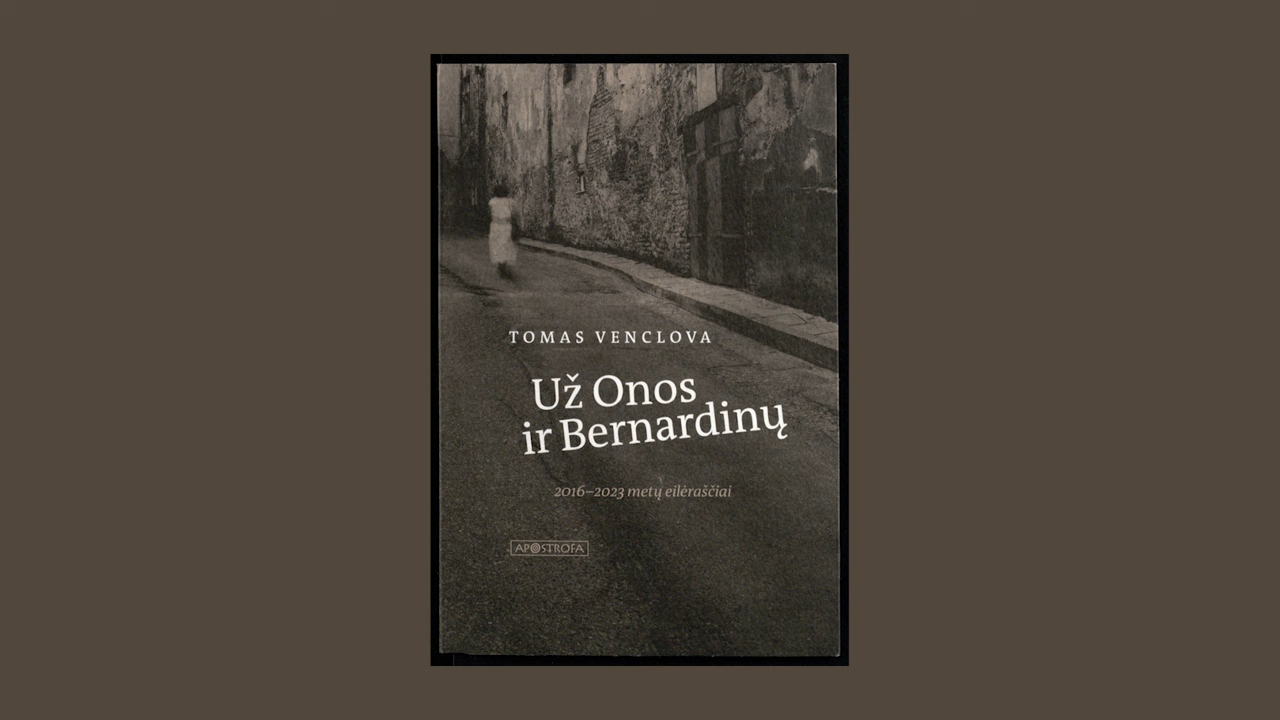 TOMAS VENCLOVA
Už Onos
ir Bernardinų
2016–2023 metų eilėraščiai
APOSTROFA